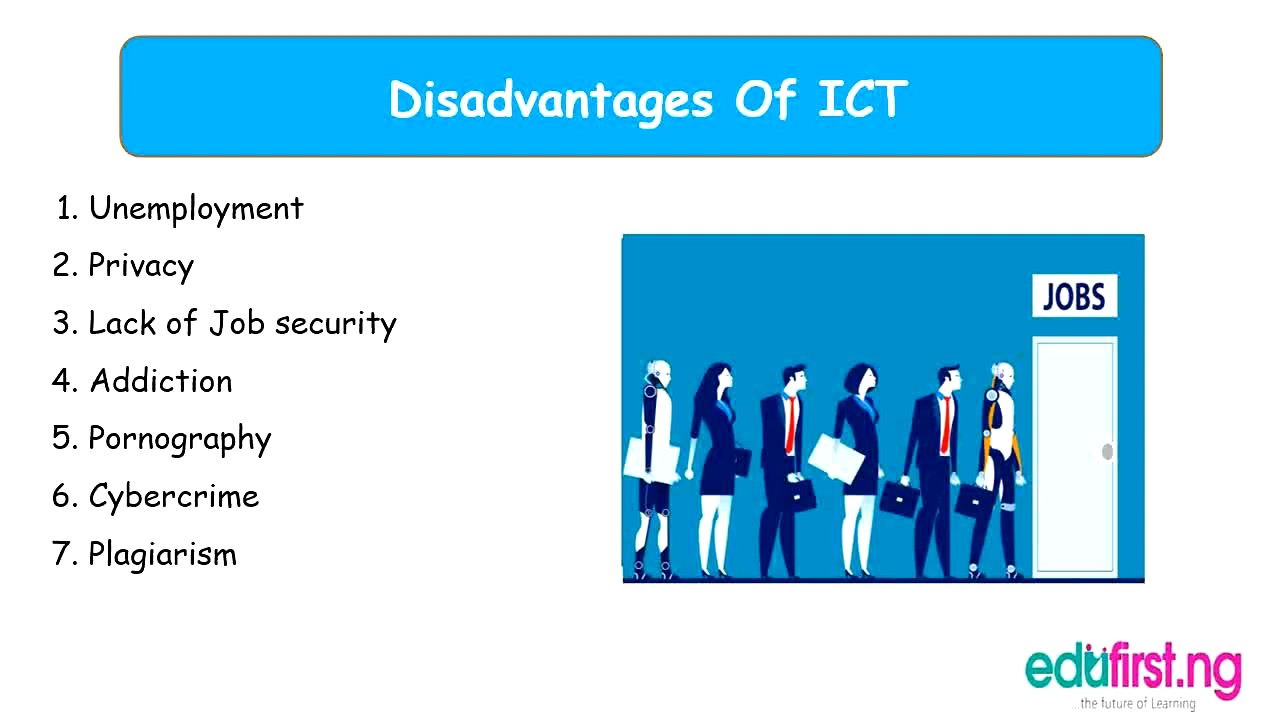 Disadvantages Of ICT
1. Unemployment
2. Privacy
3. Lack of Job security
4. Addiction
5. Pornography
6. Cybercrime
7. Plagiarism
JOBS
edufirst.ng
...the future of Learning